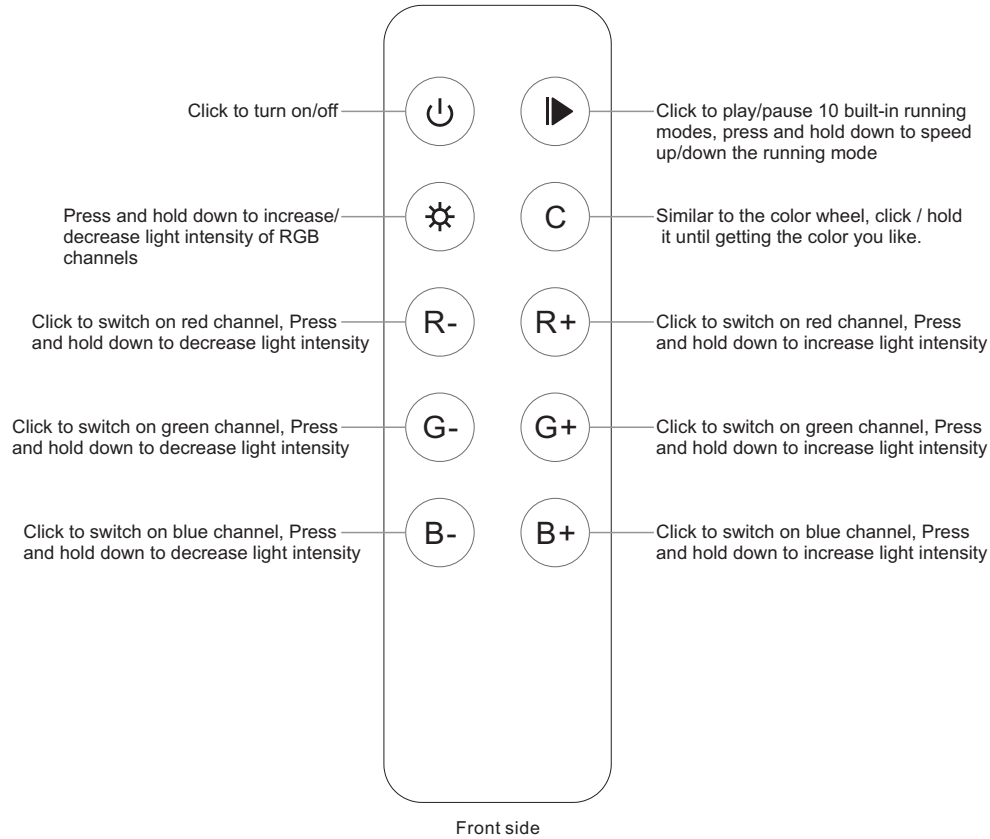 Click to turn on/off
Click to play/pause 10 built-in running
modes, press and hold down to speed
up/down the running mode
Press and hold down to increase/
decrease light intensity of RGB
channels
C
Similar to the color wheel, click / hold
it until getting the color you like.
Click to switch on red channel, Press
and hold down to decrease light intensity
R-
R+
Click to switch on red channel, Press
and hold down to increase light intensity
Click to switch on green channel, Press
and hold down to decrease light intensity
G-
G+
Click to switch on green channel, Press
and hold down to increase light intensity
Click to switch on blue channel, Press
and hold down to decrease light intensity
B-
B+
Click to switch on blue channel, Press
and hold down to increase light intensity
Front side